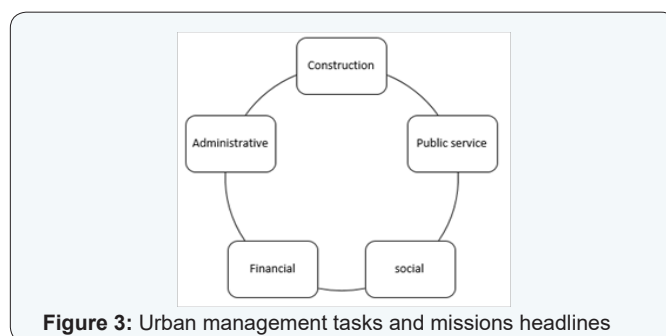 Construction
Administrative
Public service
Financial
social
Figure 3: Urban management tasks and missions headlines